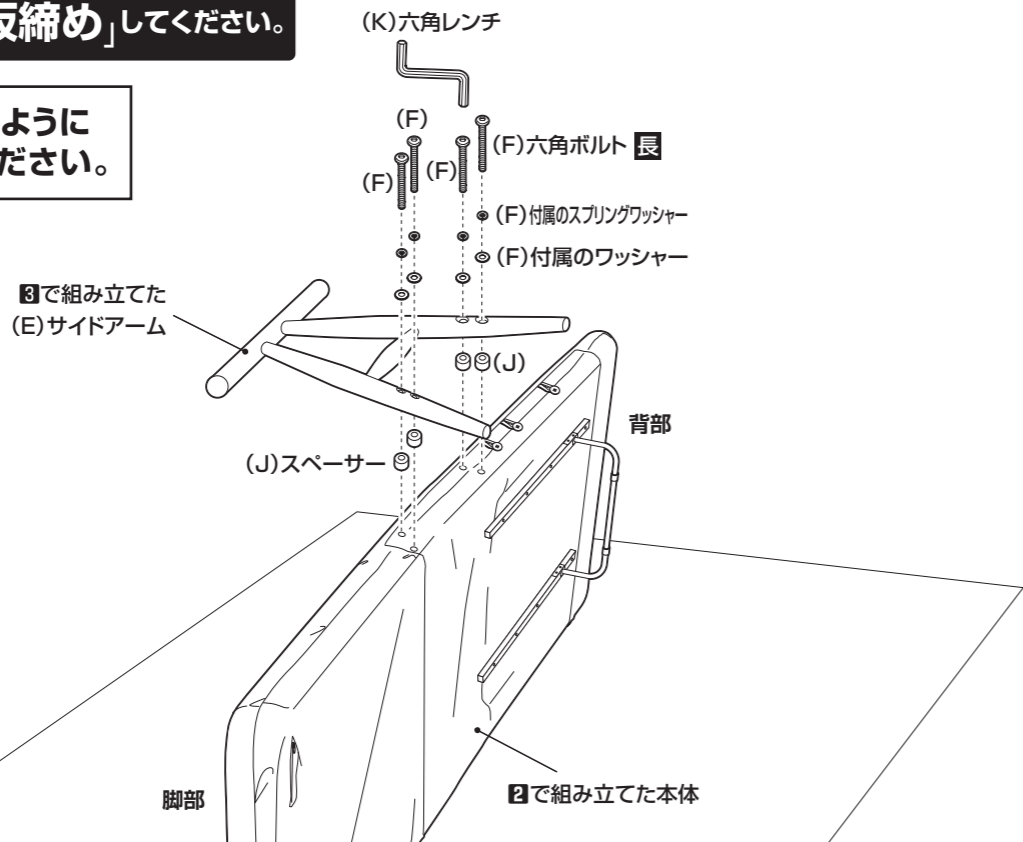 締め」してください。
(K)六角レンチ
ように
ださい。
(F)
(F)
(F)
(F)六角ボルト 長
(F)付属のスプリングワッシャー
(F)付属のワッシャー
3で組み立てた
(E)サイドアーム
(J)
(J)スペーサー
背部
脚部
2で組み立てた本体